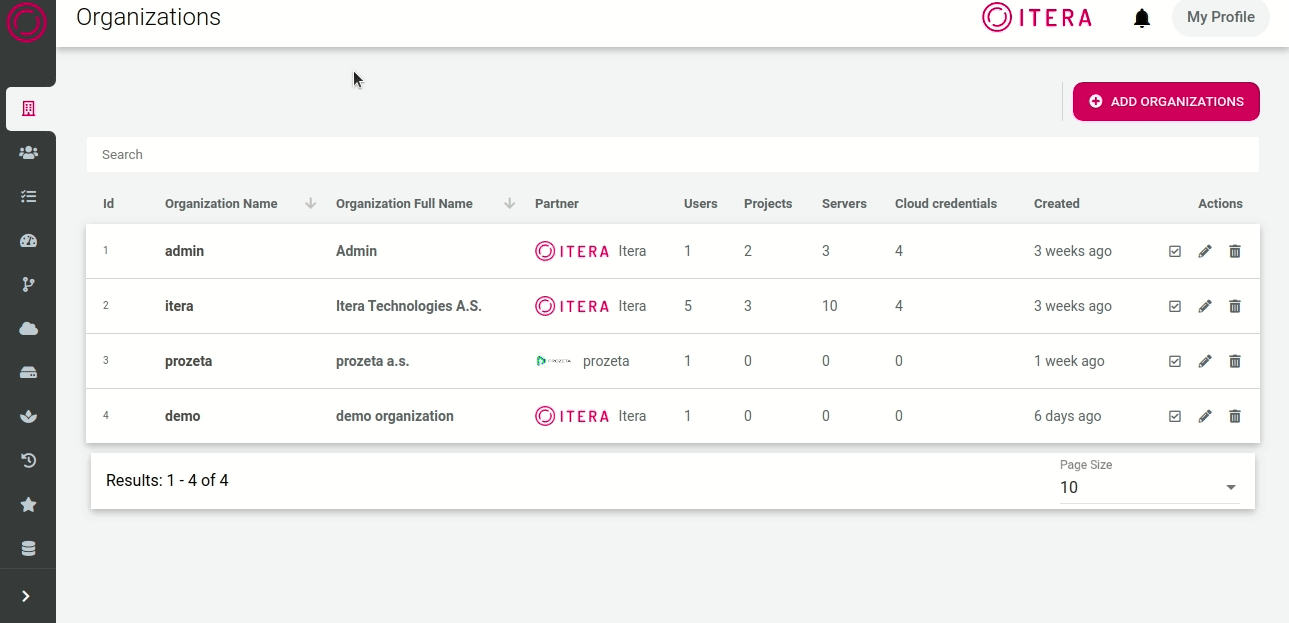 Organizations
ITERA
My Profile
ADD ORGANIZATIONS
Search
Id Organization Name Organization Full Name Partner Users Projects Servers Cloud credentials Created Actions
1 admin Admin ITERA Itera 1 2 3 4 3 weeks ago
2 itera Itera Technologies A.S. ITERA Itera 5 3 10 4 3 weeks ago
3 prozeta prozeta a.s. PROZETA prozeta 1 0 0 0 1 week ago
4 demo demo organization ITERA Itera 1 0 0 0 6 days ago
Results: 1 - 4 of 4
Page Size
10